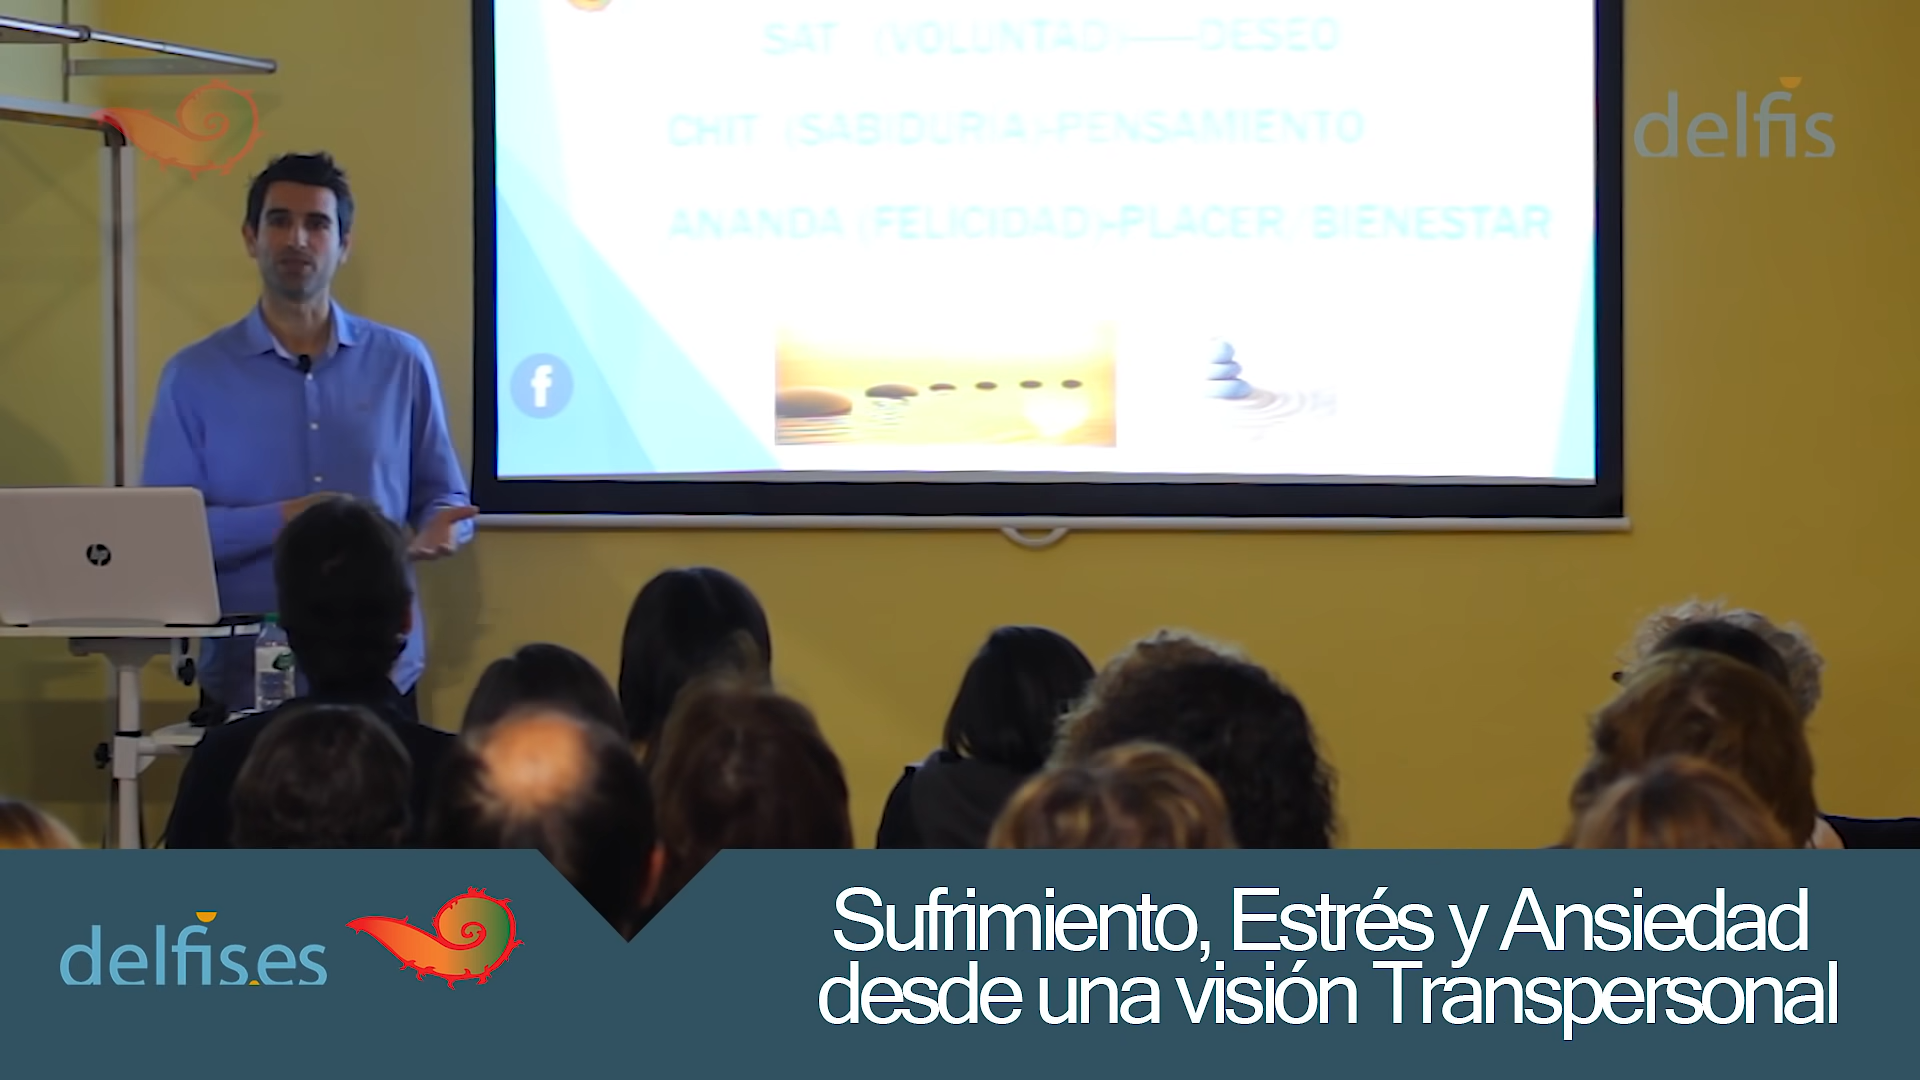 SAT (VOLUNTAD)——DESEO
CHIT (SABIDURIA)-PENSAMIENTO
ANANDA (FELICIDAD)-PLACER/BIENESTAR
delfis
f
hp
delfis.es
Sufrimiento, Estrés y Ansiedad
desde una visión Transpersonal